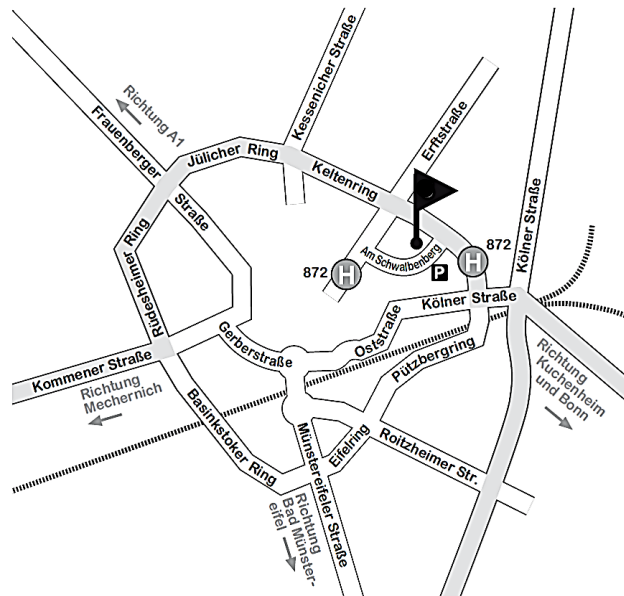 Kessenicher Straße
Richtung A1
Frauenberger
Straße
Jülicher Ring
Keltenring
Erftstraße
Kölner Straße
Am Schwalbenberg
872
H
P
872
H
Rüdesheimer
Ring
Kölner Straße
Oststraße
Gerberstraße
Pützbergring
Kommener Straße
Richtung
Mechernich
Richtung
Kuchenheim
und Bonn
Basinkstoker Ring
Münstereifeler Straße
Eifelring
Roitzheimer Str.
Richtung
Bad Münster-
eifel